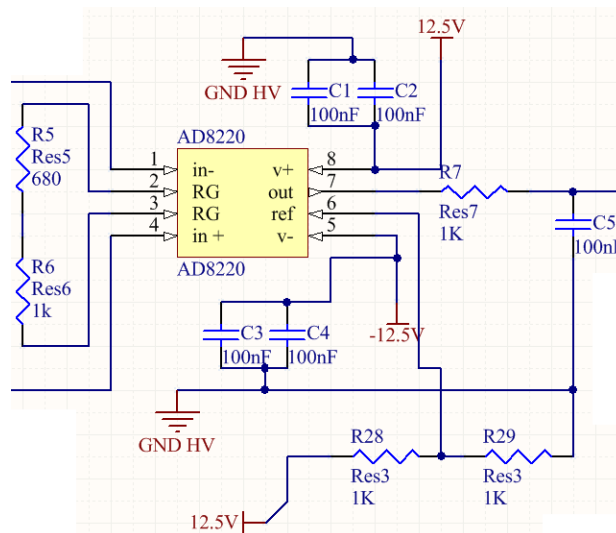 12.5V
GND HV
C1
100nF
C2
100nF
R5
Res5
680
R6
Res6
1k
AD8220
1
2
3
4
in-
RG
RG
in +
v+
out
ref
v-
8
7
6
5
AD8220
R7
Res7
1K
C5
100nF
C3
100nF
C4
100nF
-12.5V
GND HV
R28
Res3
1K
R29
Res3
1K
12.5V